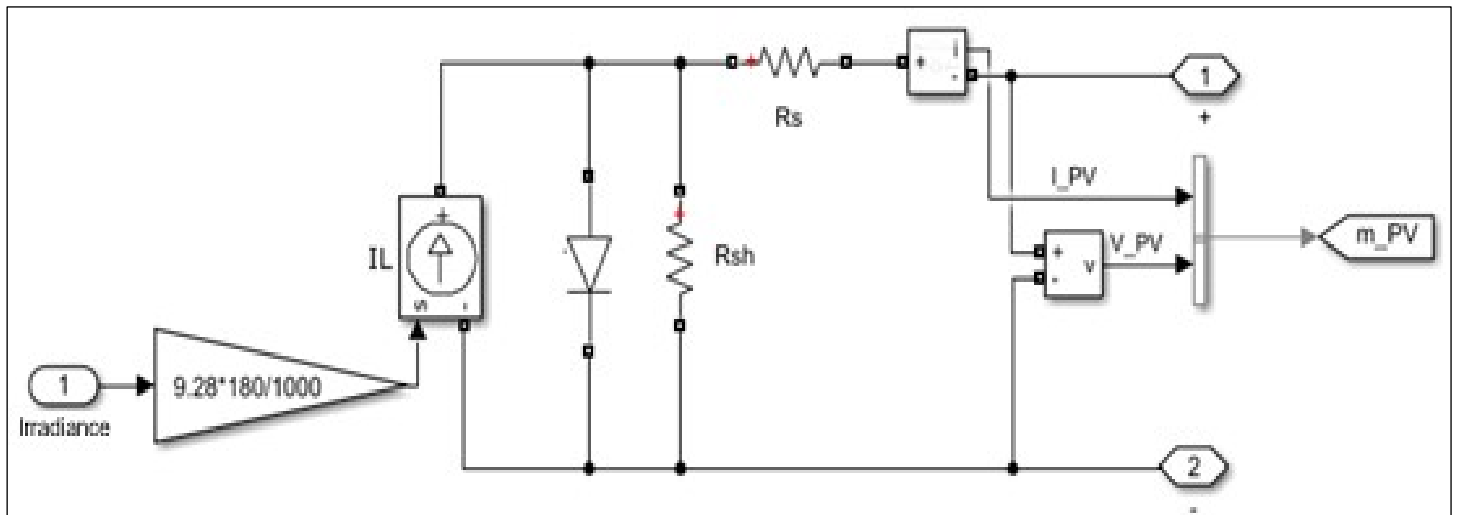 i
+
-
1
+
Rs
I_PV
IL
+
s
-
Rsh
+
-
v
V_PV
m_PV
1
Irradiance
9.28*180/1000
2
-